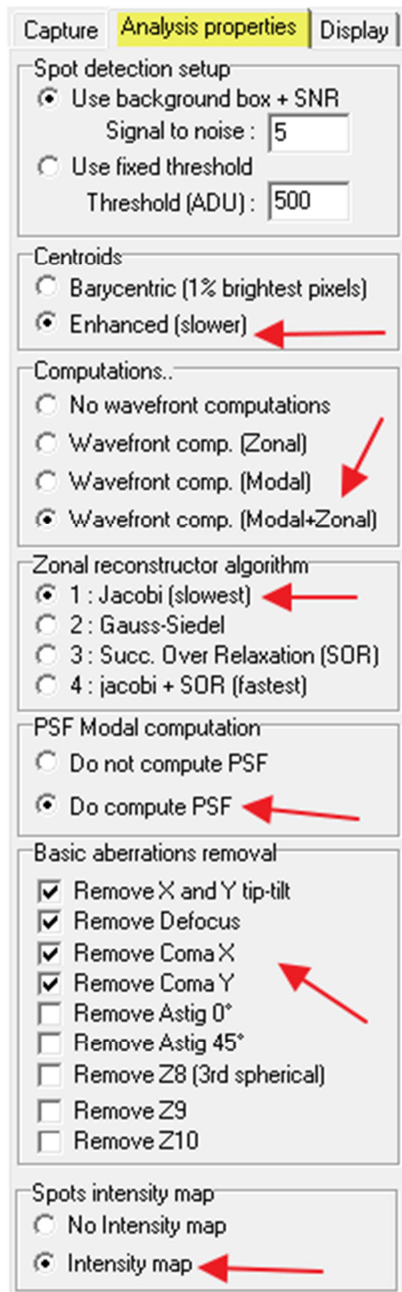 Capture Analysis properties Display
Spot detection setup
Use background box + SNR
Signal to noise : 5
Use fixed threshold
Threshold (ADU) : 500
Centroids
Barycentric (1% brightest pixels)
Enhanced (slower)
Computations..
No wavefront computations
Wavefront comp. (Zonal)
Wavefront comp. (Modal)
Wavefront comp. (Modal+Zonal)
Zonal reconstructor algorithm
1 : Jacobi (slowest)
2 : Gauss-Siedel
3 : Succ. Over Relaxation (SOR)
4 : jacobi + SOR (fastest)
PSF Modal computation
Do not compute PSF
Do compute PSF
Basic aberrations removal
Remove X and Y tip-tilt
Remove Defocus
Remove Coma X
Remove Coma Y
Remove Astig 0°
Remove Astig 45°
Remove Z8 (3rd spherical)
Remove Z9
Remove Z10
Spots intensity map
No Intensity map
Intensity map